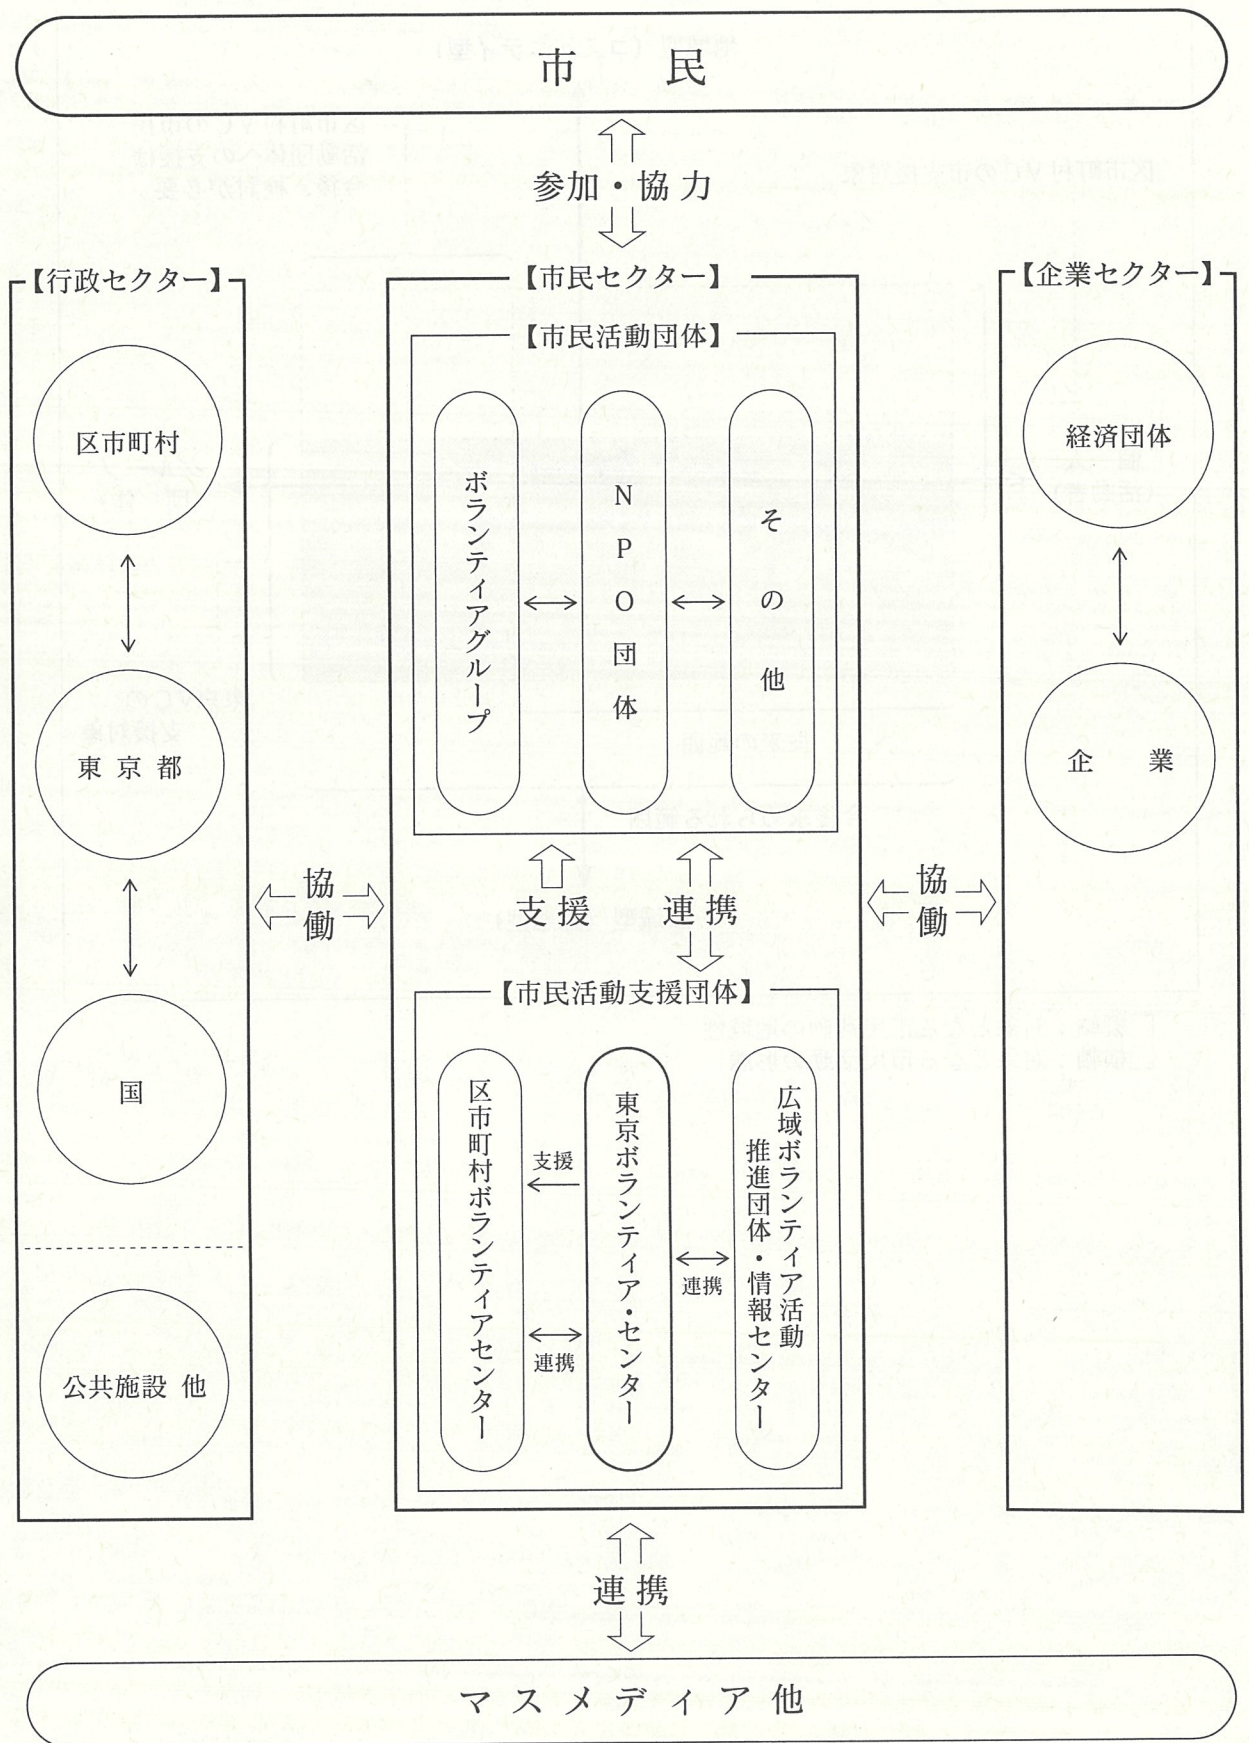 市　民
参加・協力
【行政セクター】
区市町村
東京都
国
公共施設 他
協働
【市民セクター】
【市民活動団体】
ボランティアグループ
NPO団体
その他
支援
連携
【市民活動支援団体】
区市町村ボランティアセンター
支援
連携
東京ボランティア・センター
連携
広域ボランティア活動
推進団体・情報センター
協働
【企業セクター】
経済団体
企　業
連携
マスメディア他